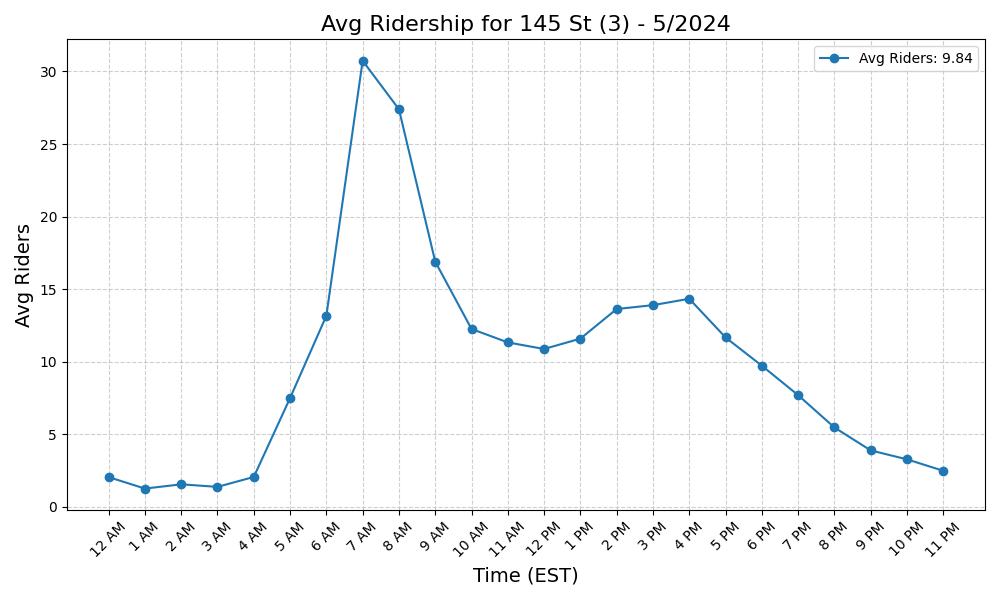 Avg Ridership for 145 St (3) - 5/2024
Avg Riders: 9.84
Avg Riders
30
25
20
15
10
5
0
12 AM
1 AM
2 AM
3 AM
4 AM
5 AM
6 AM
7 AM
8 AM
9 AM
10 AM
11 AM
12 PM
1 PM
2 PM
3 PM
4 PM
5 PM
6 PM
7 PM
8 PM
9 PM
10 PM
11 PM
Time (EST)